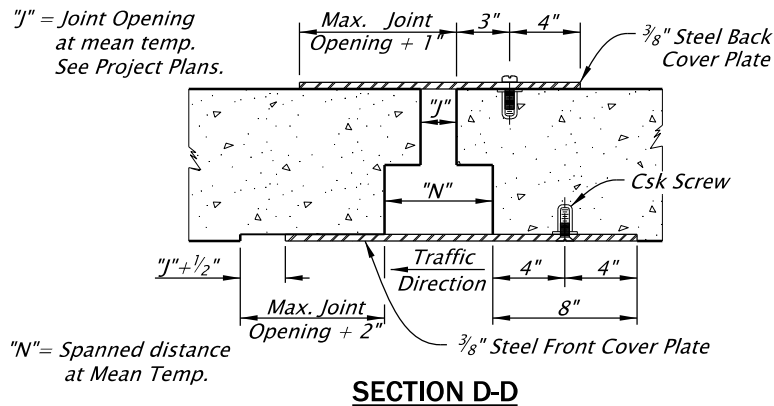 "J" = Joint Opening
at mean temp.
See Project Plans.
Max. Joint
Opening + 1"
3"
4"
3/8" Steel Back
Cover Plate
"J"
"N"
Csk Screw
"J"+1/2"
Traffic
Direction
4"
4"
Max. Joint
Opening + 2"
8"
3/8" Steel Front Cover Plate
"N"= Spanned distance
at Mean Temp.
SECTION D-D